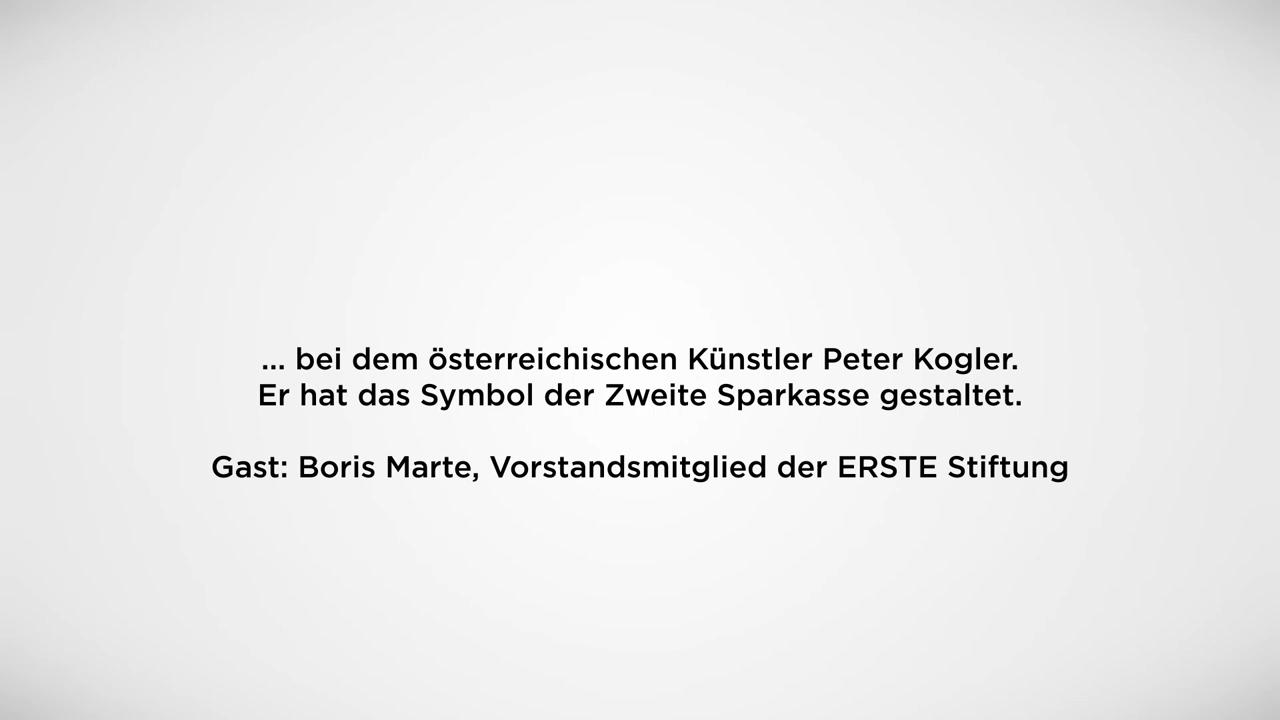 ... bei dem österreichischen Künstler Peter Kogler.
Er hat das Symbol der Zweite Sparkasse gestaltet.
Gast: Boris Marte, Vorstandsmitglied der ERSTE Stiftung